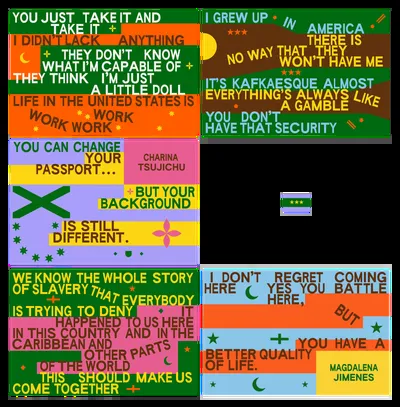 YOU JUST TAKE IT AND
TAKE IT
I DIDN'T LACK ANYTHING
THEY DON'T KNOW
WHAT I'M CAPABLE OF
THEY THINK I'M JUST
A LITTLE DOLL
LIFE IN THE UNITED STATES IS
WORK WORK
WORK WORK
I GREW UP IN AMERICA
THERE IS
NO WAY THAT THEY
WON'T HAVE ME
IT'S KAFKAESQUE ALMOST
EVERYTHING'S ALWAYS LIKE
A GAMBLE
YOU DON'T
HAVE THAT SECURITY
YOU CAN CHANGE
YOUR
PASSPORT...
CHARINA
TSUJICHU
BUT YOUR
BACKGROUND
IS STILL
DIFFERENT.
WE KNOW THE WHOLE STORY
OF SLAVERY THAT EVERYBODY
IS TRYING TO DENY IT
HAPPENED TO US HERE
IN THIS COUNTRY AND IN THE
CARIBBEAN AND
OTHER PARTS
OF THE WORLD
THIS SHOULD MAKE US
COME TOGETHER
I DON'T REGRET COMING
HERE YES YOU BATTLE
HERE,
BUT
YOU HAVE A
BETTER QUALITY
OF LIFE.
MAGDALENA
JIMENES